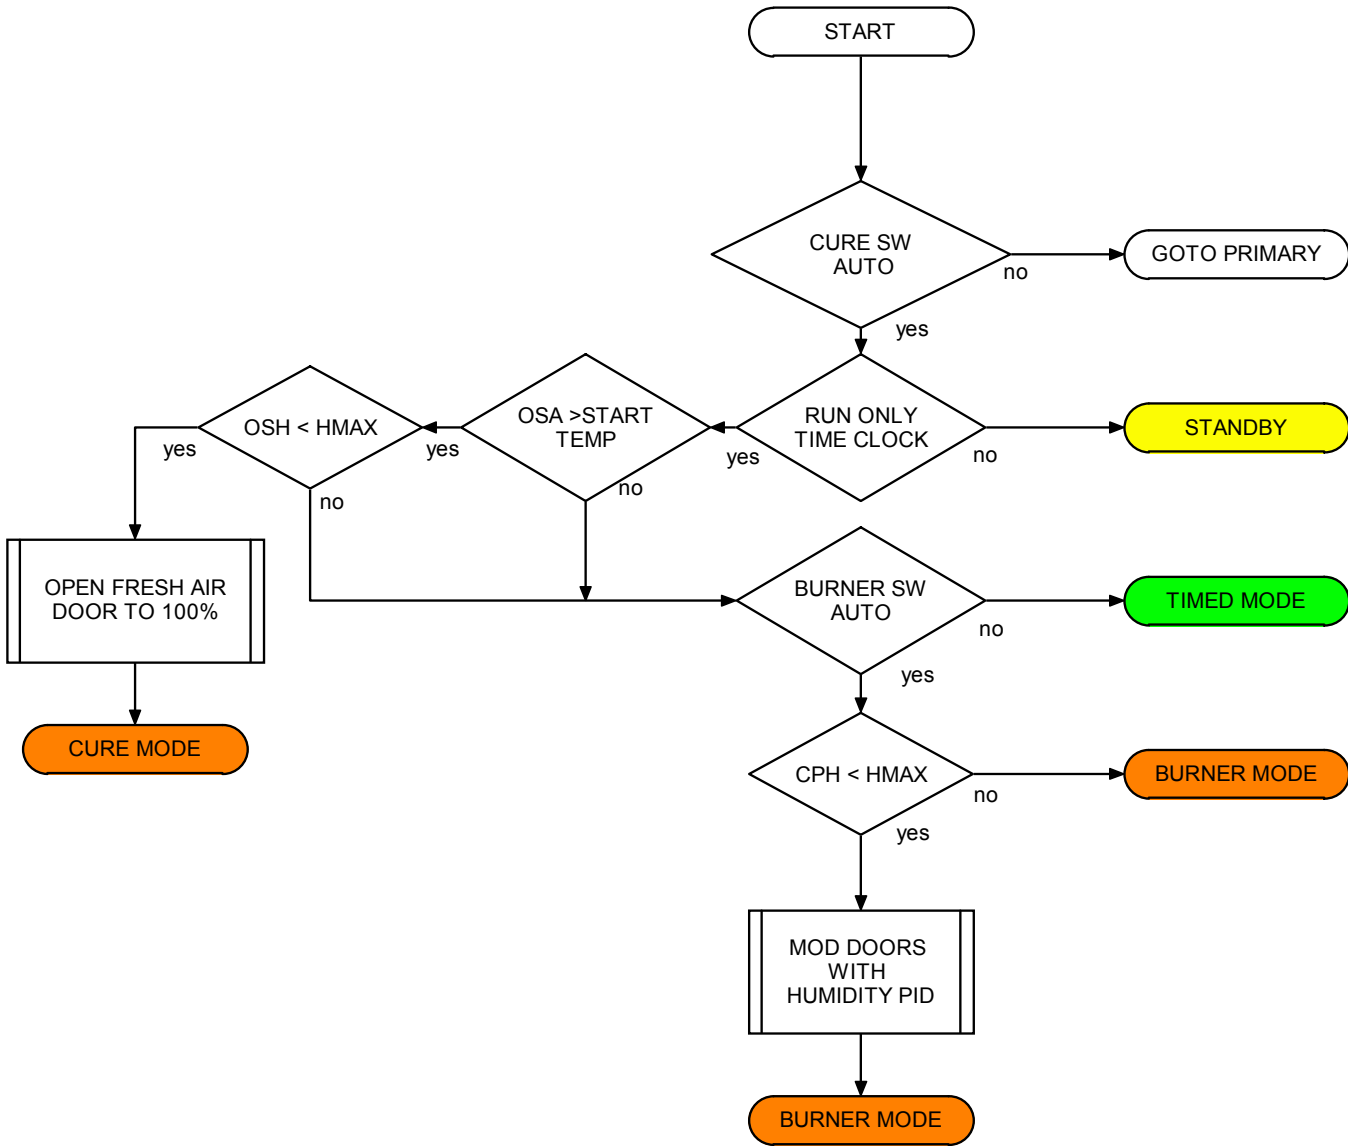 START
CURE SW
AUTO
no
GOTO PRIMARY
yes
OSH < HMAX
yes
no
OSA >START
TEMP
yes
no
RUN ONLY
TIME CLOCK
yes
no
STANDBY
OPEN FRESH AIR
DOOR TO 100%
BURNER SW
AUTO
no
TIMED MODE
yes
CURE MODE
CPH < HMAX
no
BURNER MODE
yes
MOD DOORS
WITH
HUMIDITY PID
BURNER MODE